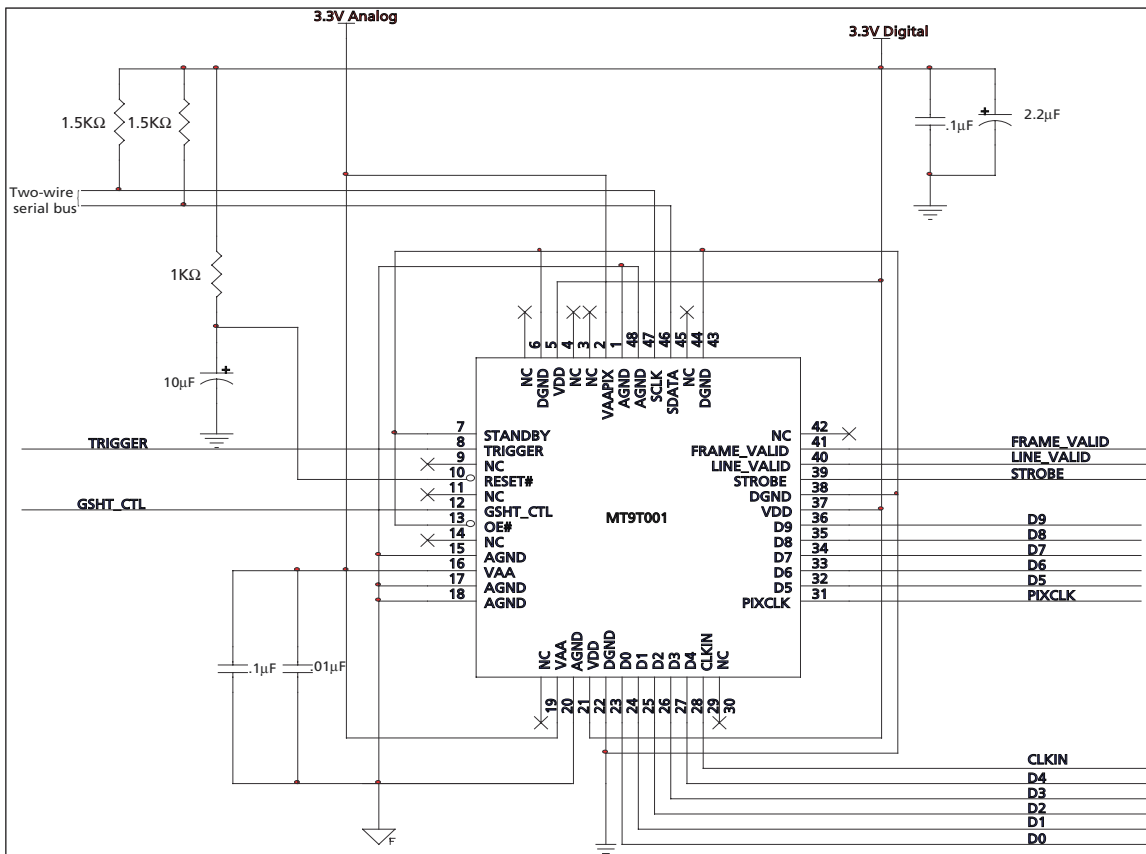 3.3V Analog
3.3V Digital
1.5KΩ 1.5KΩ
.1µF
2.2µF
Two-wire
serial bus
1KΩ
10µF
6 5 4 3 2 1 48 47 46 45 44 43
NC DGND VDD NC NC VAAPIX AGND AGND SCLK SDATA NC DGND
7 STANDBY
TRIGGER 8 TRIGGER
9 NC
10 RESET#
11 NC
GSHT_CTL 12 GSHT_CTL
13 OE#
14 NC
15 AGND
16 VAA
17 AGND
18 AGND
MT9T001
NC 42
FRAME_VALID 41 FRAME_VALID
LINE_VALID 40 LINE_VALID
STROBE 39 STROBE
DGND 38
VDD 37
D9 36 D9
D8 35 D8
D7 34 D7
D6 33 D6
D5 32 D5
PIXCLK 31 PIXCLK
NC VAA AGND VDD DGND D0 D1 D2 D3 D4 CLKIN NC
19 20 21 22 23 24 25 26 27 28 29 30
.1µF .01µF
CLKIN
D4
D3
D2
D1
D0
F